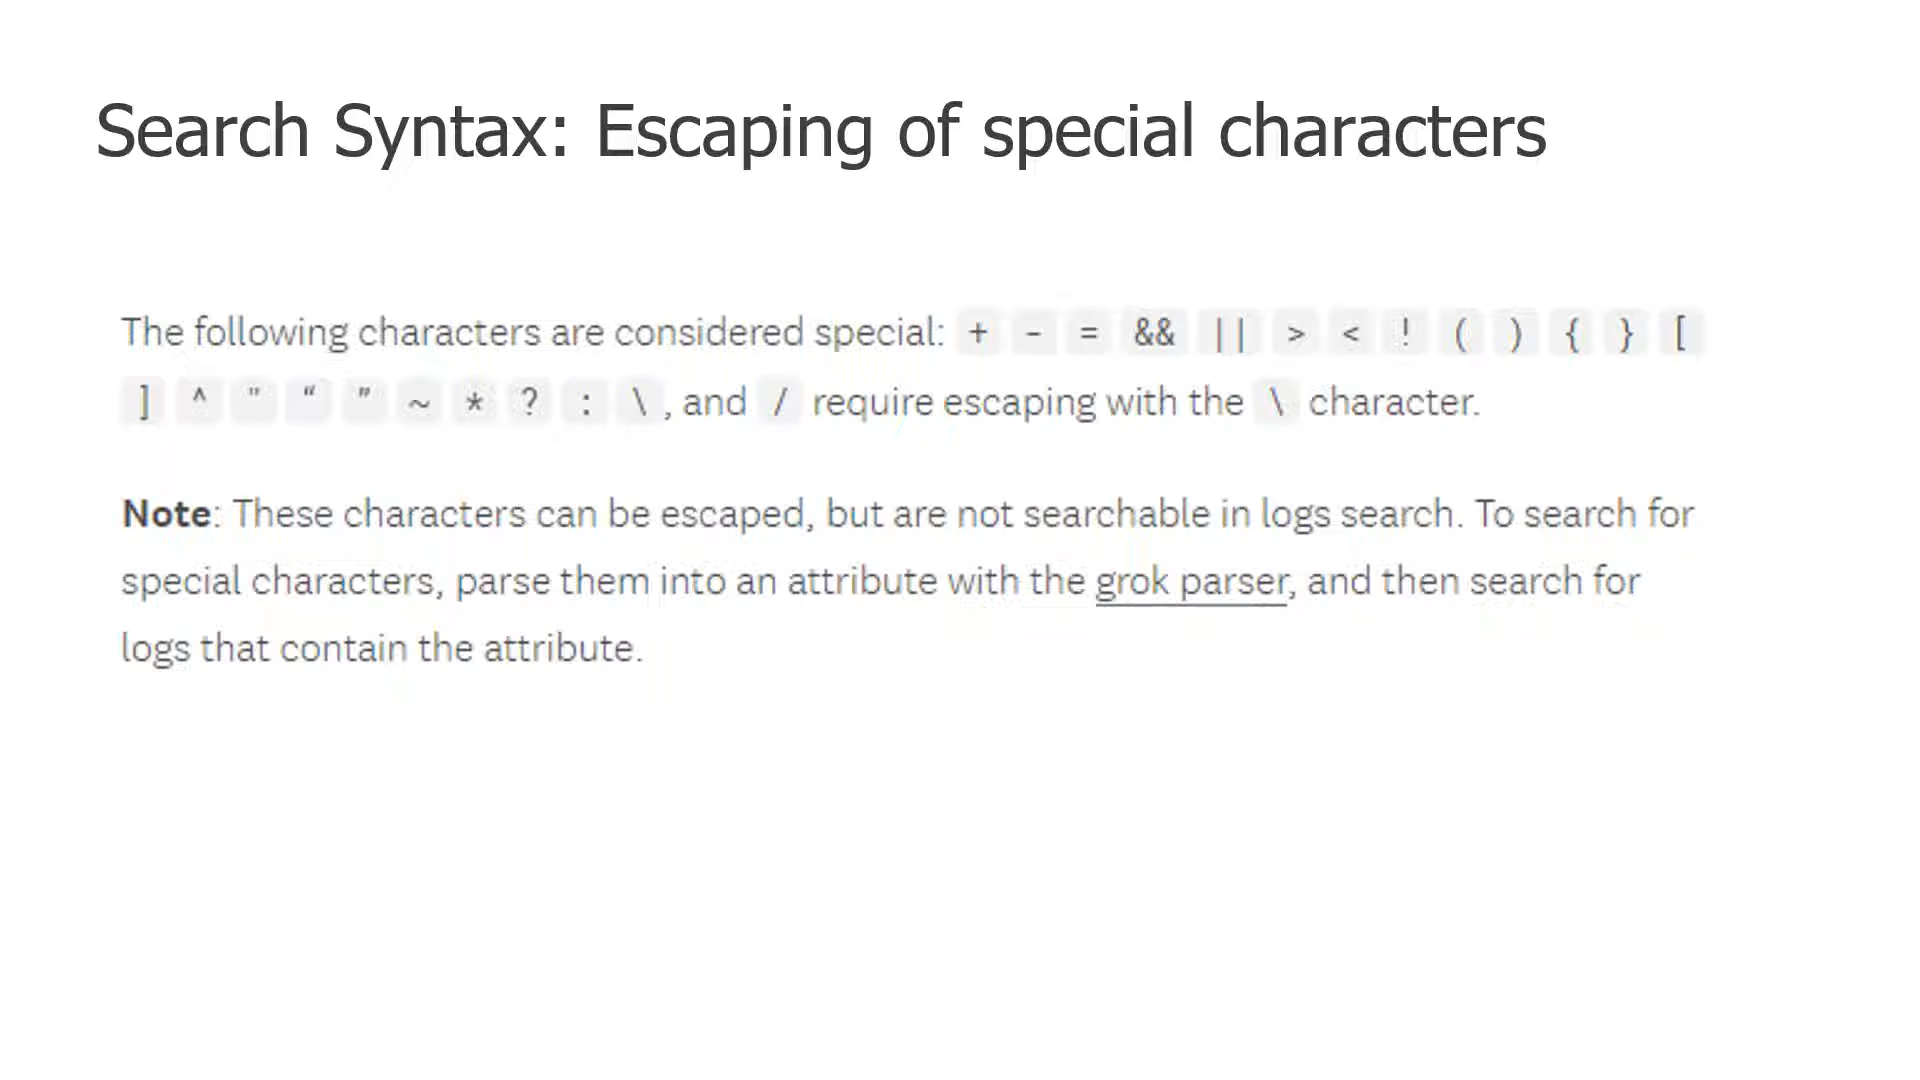 Search Syntax: Escaping of special characters
The following characters are considered special: + - = && || > < ! ( ) { } [
] ^ " “ ” ~ * ? : \ , and / require escaping with the \ character.
Note: These characters can be escaped, but are not searchable in logs search. To search for
special characters, parse them into an attribute with the grok parser, and then search for
logs that contain the attribute.